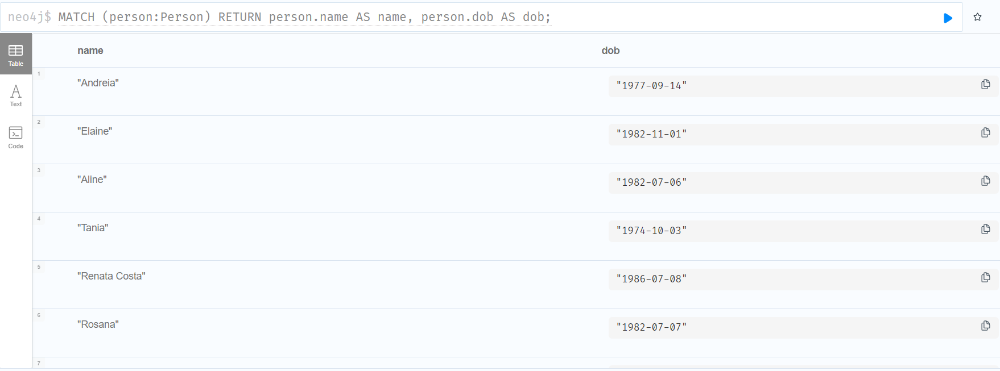 neo4j$ MATCH (person:Person) RETURN person.name AS name, person.dob AS dob;
Table
Text
Code
name dob
1 "Andreia" "1977-09-14"
2 "Elaine" "1982-11-01"
3 "Aline" "1982-07-06"
4 "Tania" "1974-10-03"
5 "Renata Costa" "1986-07-08"
6 "Rosana" "1982-07-07"
7